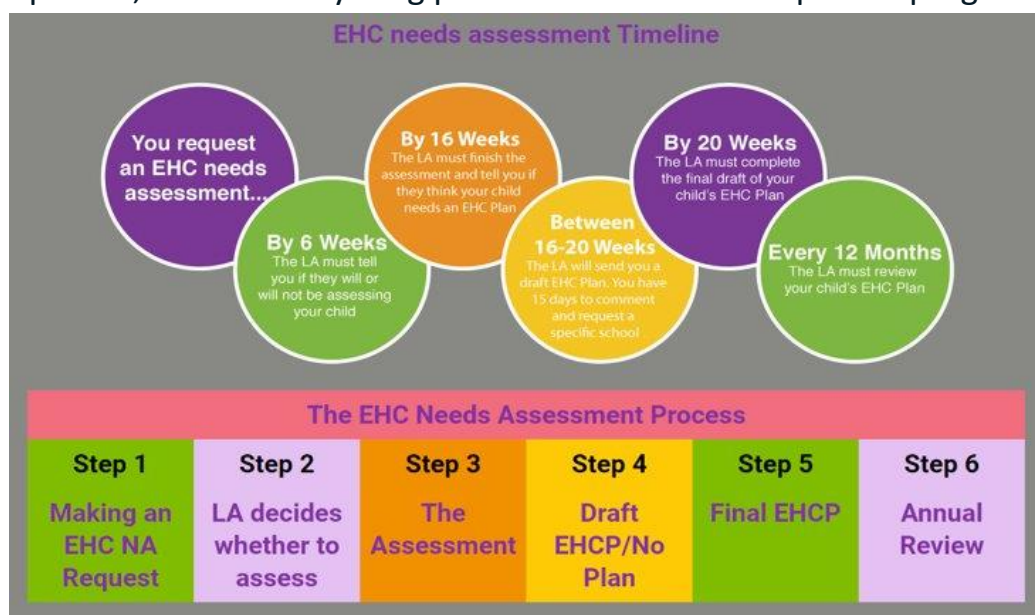 EHC needs assessment Timeline
You request
an EHC needs
assessment...
By 6 Weeks
The LA must tell
you if they will or
will not be assessing
your child
By 16 Weeks
The LA must finish the
assessment and tell you if
they think your child
needs an EHC Plan
Between
16-20 Weeks
The LA will send you a
draft EHC Plan. You have
15 days to comment
and request a
specific school
By 20 Weeks
The LA must complete
the final draft of your
child's EHC Plan
Every 12 Months
The LA must review
your child's EHC Plan
The EHC Needs Assessment Process
Step 1
Making an
EHC NA
Request
Step 2
LA decides
whether to
assess
Step 3
The
Assessment
Step 4
Draft
EHCP/No
Plan
Step 5
Final EHCP
Step 6
Annual
Review